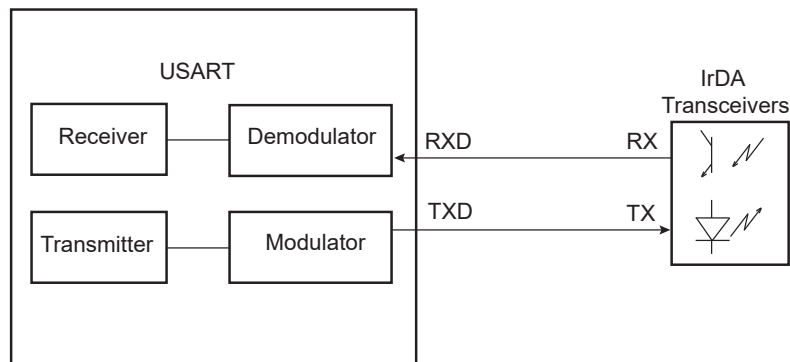 USART
IrDA
Transceivers
Receiver
Demodulator
RXD
RX
Transmitter
Modulator
TXD
TX